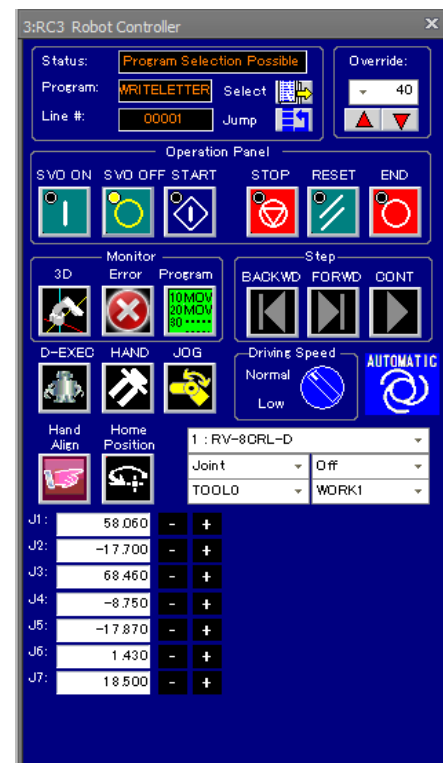 3:RC3 Robot Controller
Status: Program Selection Possible
Override:
Program: WRITELETTER Select
40
Line #: 00001 Jump
Operation Panel
SVO ON SVO OFF START STOP RESET END
Monitor
Step
3D Error Program
BACKWD FORWD CONT
10MOV
20MOV
30
D-EXEC HAND JOG
Driving Speed
AUTOMATIC
Normal
Low
Hand Align
Home Position
1 : RV-8CRL-D
Joint Off
TOOL0 WORK1
J1: 58.060 - +
J2: -17.700 - +
J3: 68.460 - +
J4: -8.750 - +
J5: -17.870 - +
J6: 1.430 - +
J7: 18.500 - +